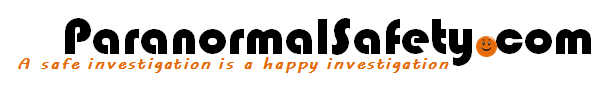 ParanormalSafety.com
A safe investigation is a happy investigation